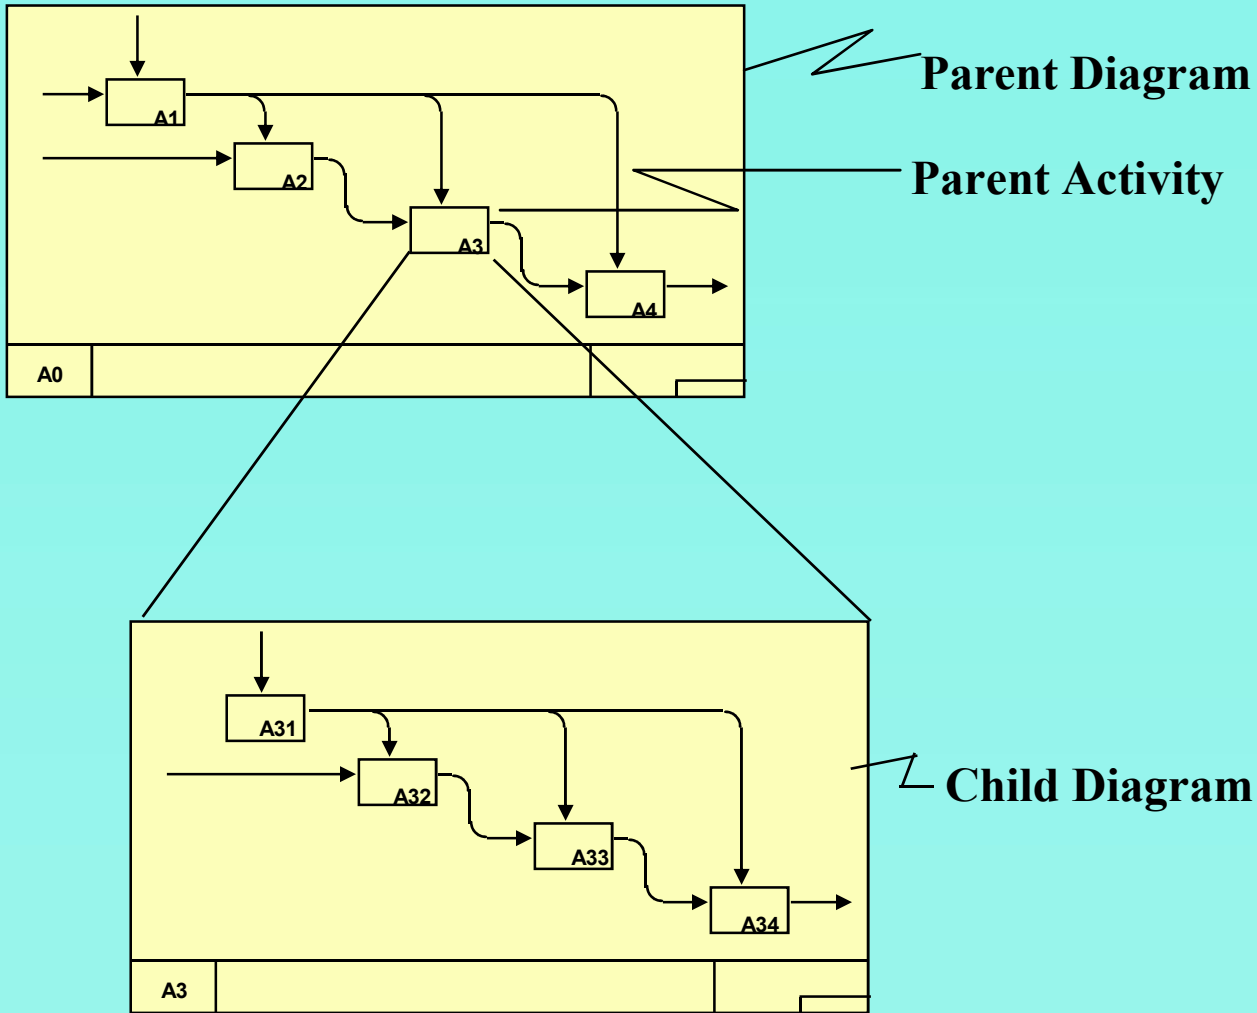 Parent Diagram
A1
Parent Activity
A2
A3
A4
A0
A31
Child Diagram
A32
A33
A34
A3